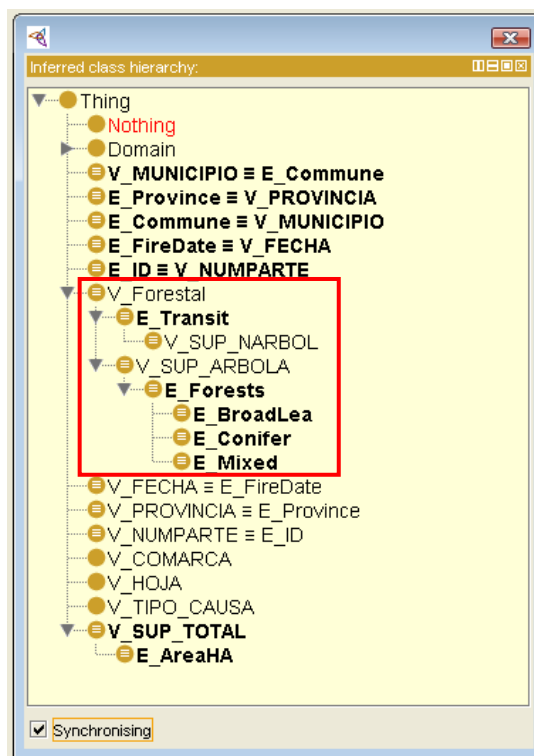 Inferred class hierarchy:
Thing
Nothing
Domain
V_MUNICIPIO ≡ E_Commune
E_Province ≡ V_PROVINCIA
E_Commune ≡ V_MUNICIPIO
E_FireDate ≡ V_FECHA
E_ID ≡ V_NUMPARTE
V_Forestal
E_Transit
V_SUP_NARBOL
V_SUP_ARBOLA
E_Forests
E_BroadLea
E_Conifer
E_Mixed
V_FECHA ≡ E_FireDate
V_PROVINCIA ≡ E_Province
V_NUMPARTE ≡ E_ID
V_COMARCA
V_HOJA
V_TIPO_CAUSA
V_SUP_TOTAL
E_AreaHA
Synchronising